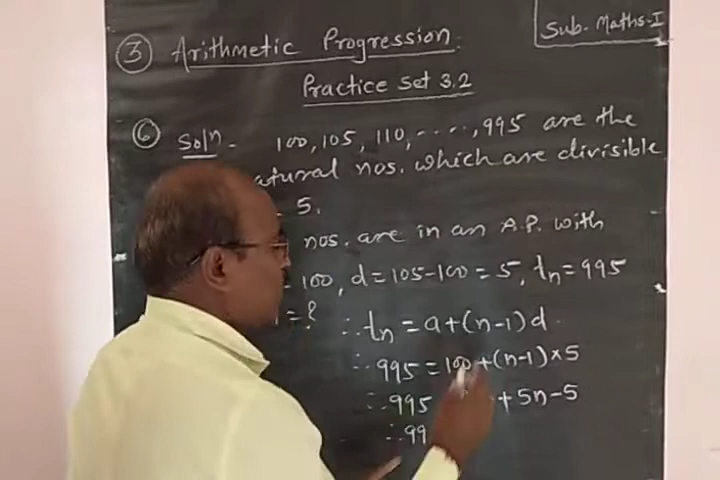 Sub- Maths-I
③ Arithmetic Progression
Practice Set 3.2
⑥ Solⁿ- 100, 105, 110, ....., 995 are the
atural nos. which are divisible
5.
nos. are in an A.P. with
= 100, d = 105-100 = 5, tn = 995
= ?
∴ tn = a+(n-1)d
∴ 995 = 100+(n-1)×5
∴ 995 + 5n-5
∴ 99